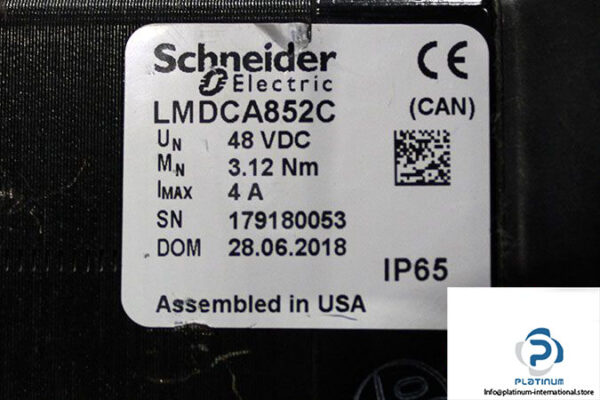 Schneider
Electric
CE
LMDCA852C (CAN)
UN 48 VDC
MN 3.12 Nm
IMAX 4 A
SN 179180053
DOM 28.06.2018
IP65
Assembled in USA
PLATINUM
Info@platinum-international.store